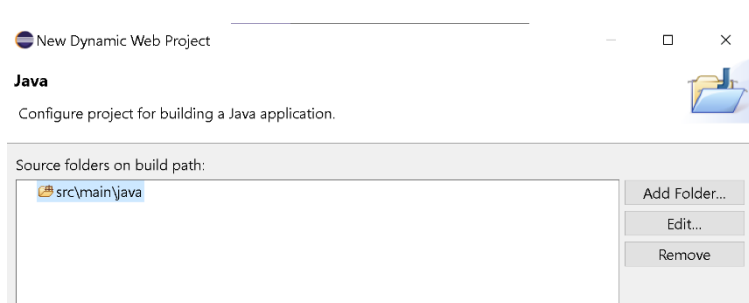 New Dynamic Web Project
Java
Configure project for building a Java application.
Source folders on build path:
src\main\java
Add Folder...
Edit...
Remove